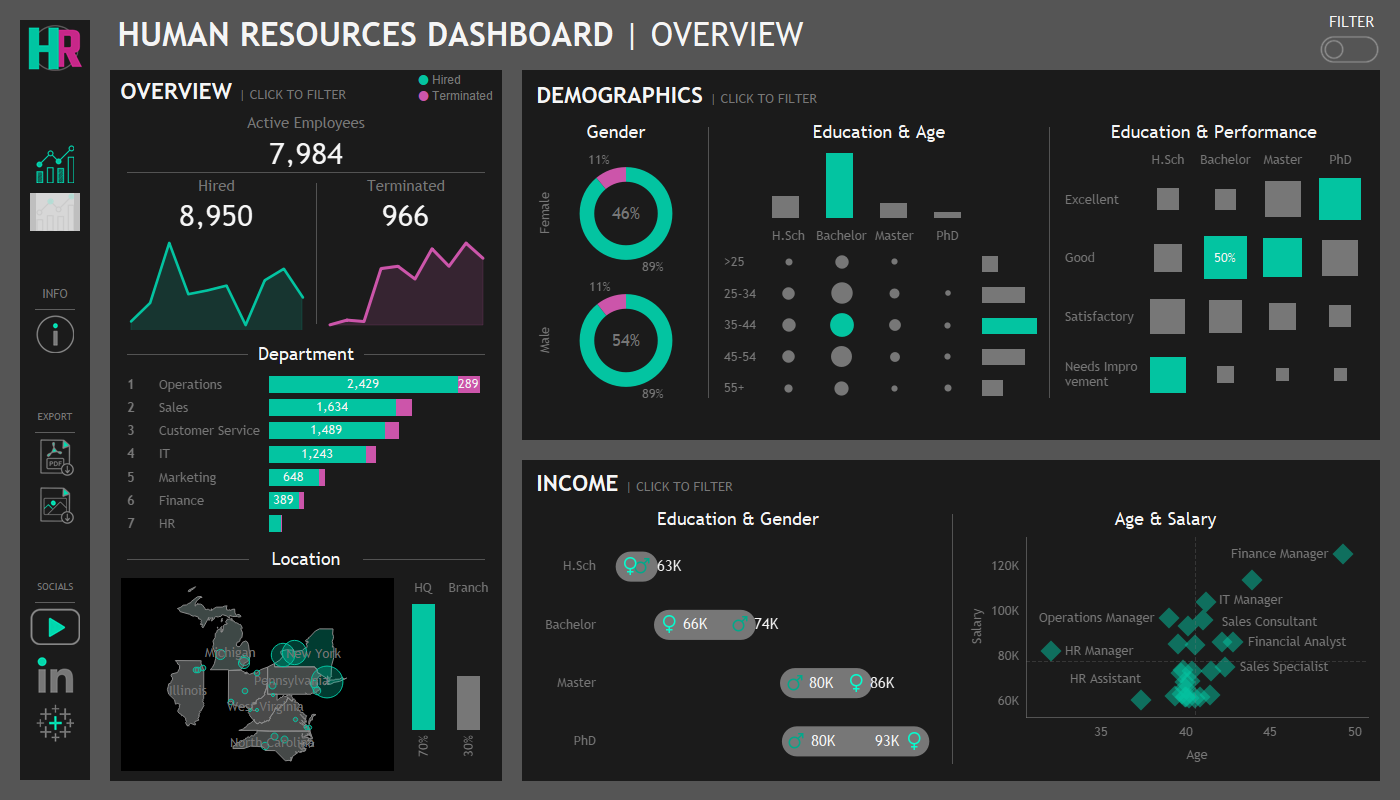 HR
HUMAN RESOURCES DASHBOARD | OVERVIEW
FILTER
INFO
EXPORT
PDF
SOCIALS
in
OVERVIEW | CLICK TO FILTER
Hired
Terminated
Active Employees
7,984
Hired
8,950
Terminated
966
Department
1 Operations 2,429 289
2 Sales 1,634
3 Customer Service 1,489
4 IT 1,243
5 Marketing 648
6 Finance 389
7 HR
Location
Michigan
New York
Pennsylvania
Illinois
West Virginia
North Carolina
HQ Branch
70% 30%
DEMOGRAPHICS | CLICK TO FILTER
Gender
Female
11%
46%
89%
Male
11%
54%
89%
Education & Age
H.Sch Bachelor Master PhD
>25
25-34
35-44
45-54
55+
Education & Performance
H.Sch Bachelor Master PhD
Excellent
Good 50%
Satisfactory
Needs Impro
vement
INCOME | CLICK TO FILTER
Education & Gender
H.Sch 63K
Bachelor 66K 74K
Master 80K 86K
PhD 80K 93K
Age & Salary
Salary
120K
100K
80K
60K
Finance Manager
IT Manager
Operations Manager
Sales Consultant
Financial Analyst
HR Manager
Sales Specialist
HR Assistant
35 40 45 50
Age